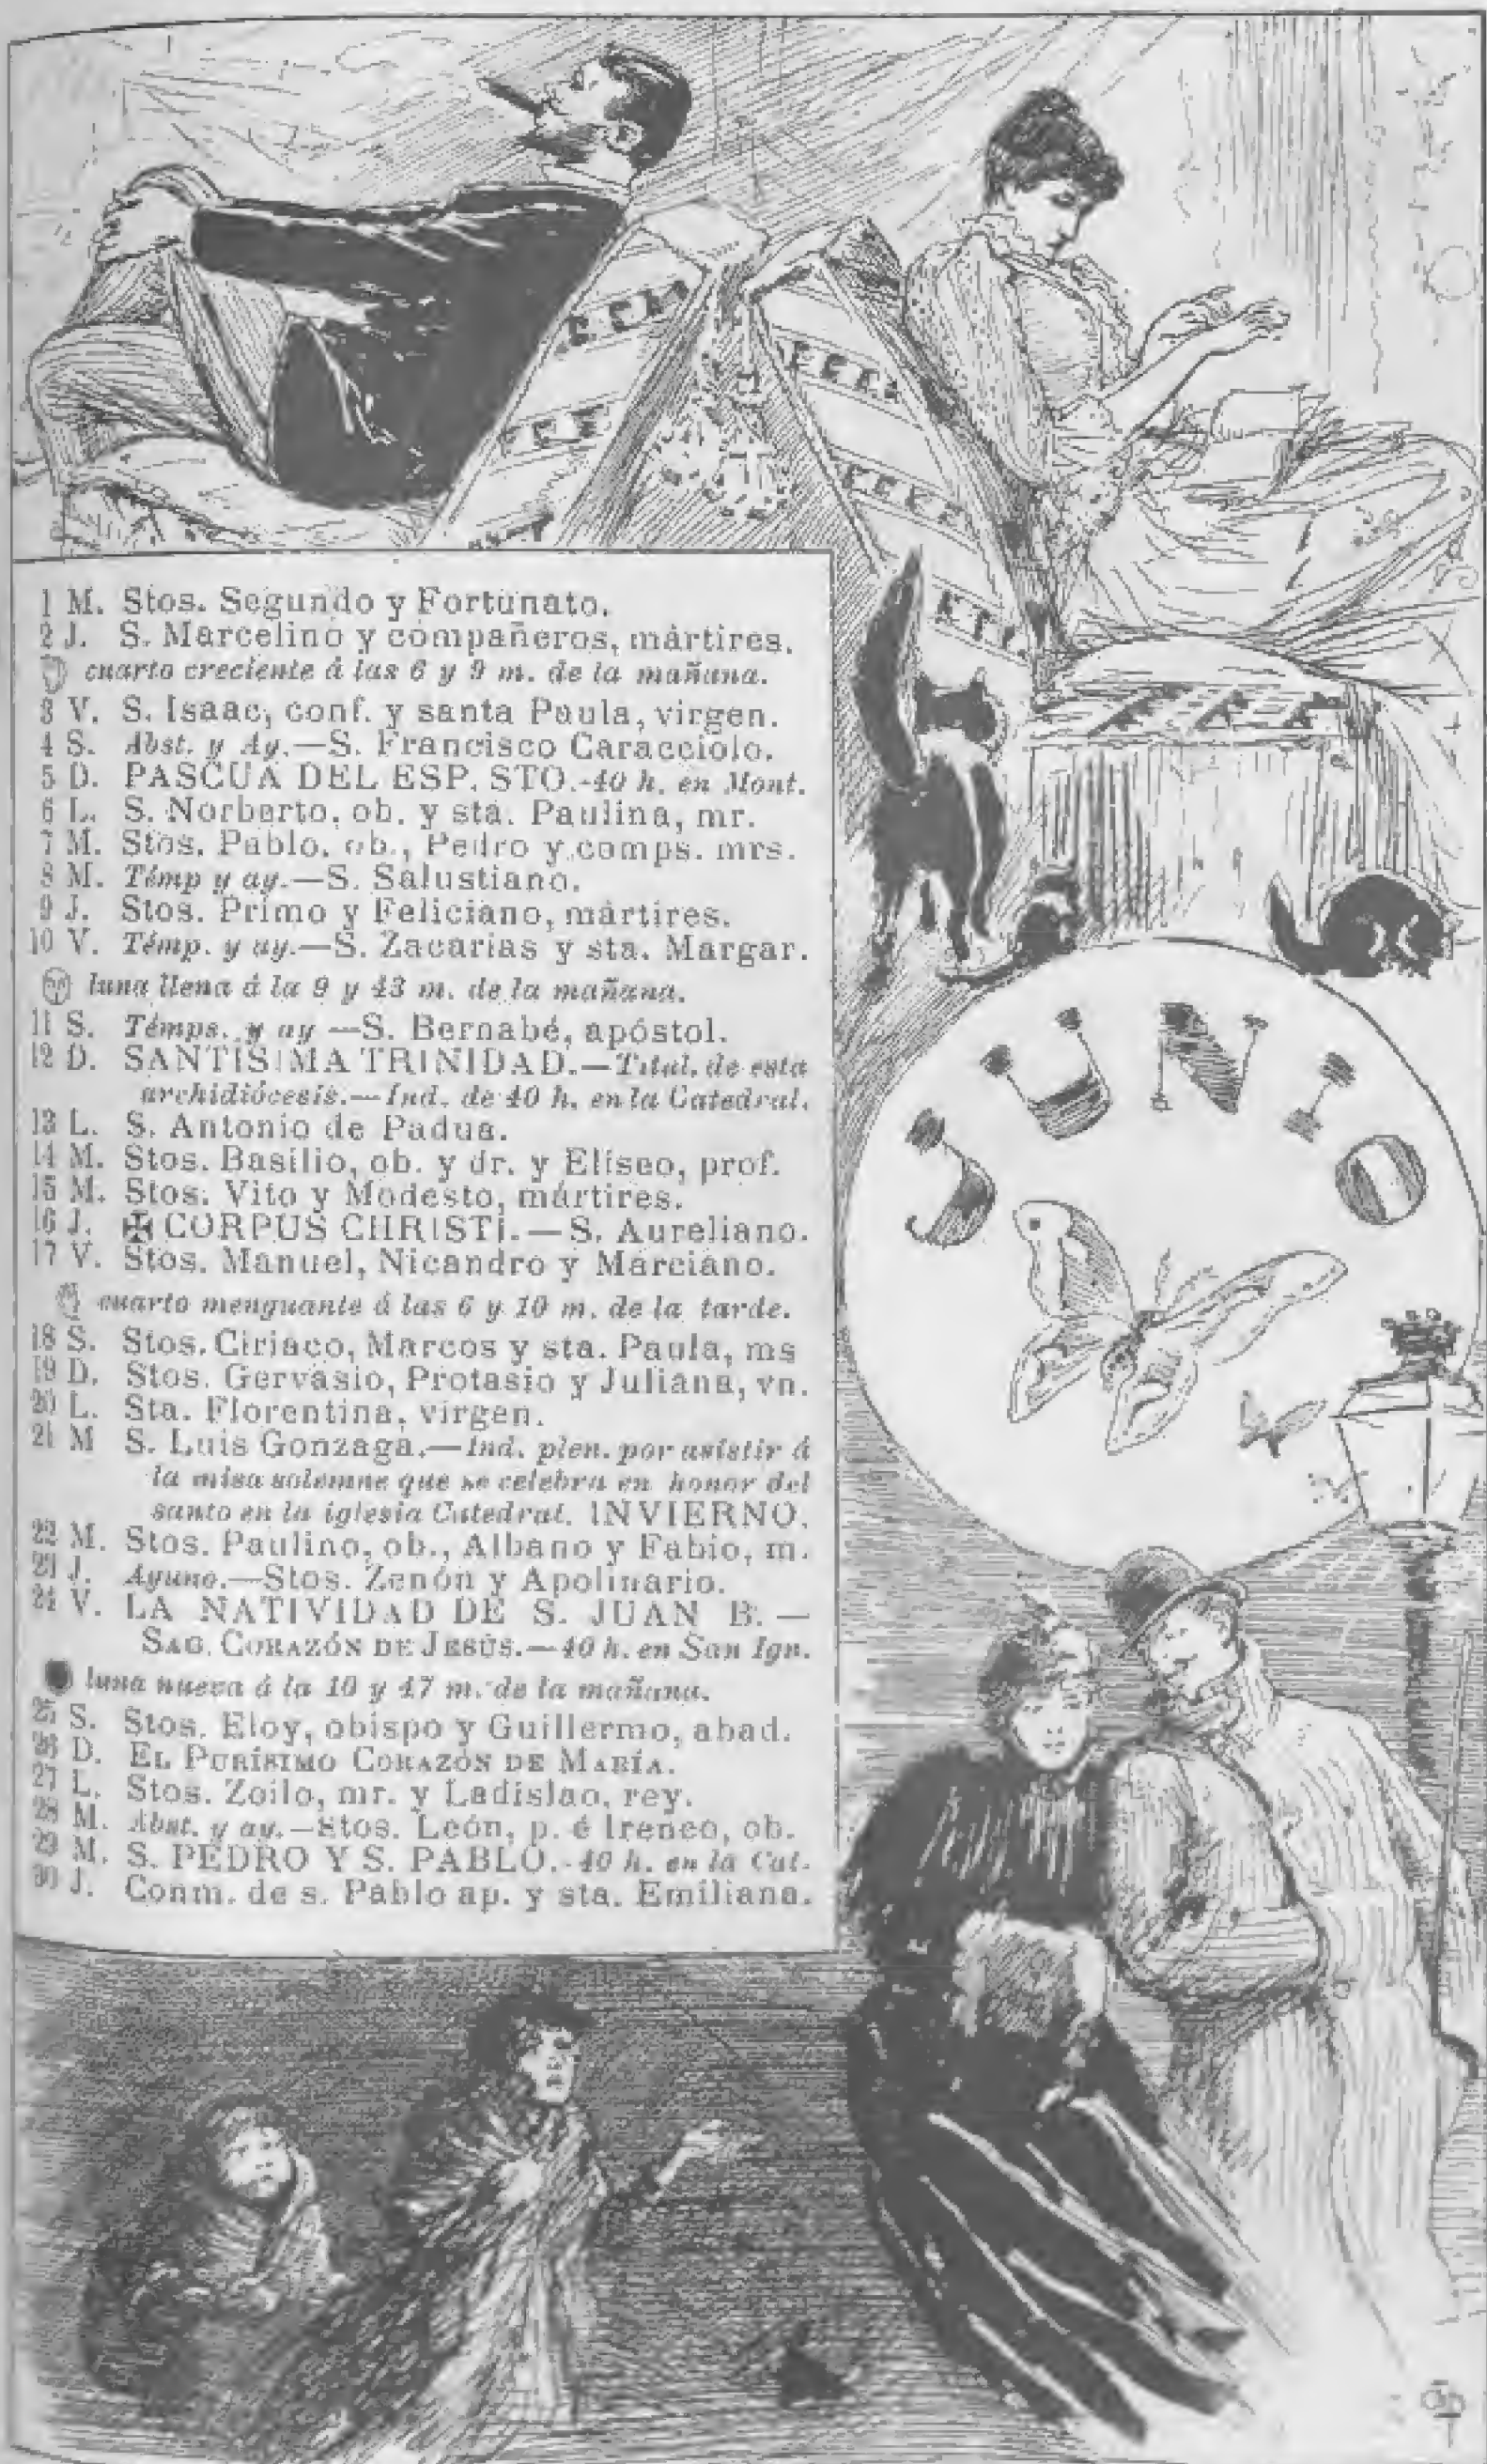 JUNIO
1 M. Stos. Segundo y Fortunato.
2 J. S. Marcelino y compañeros, mártires.
cuarto creciente á las 6 y 9 m. de la mañana.
3 V. S. Isaac, conf. y santa Paula, virgen.
4 S. Abst. y Ay.—S. Francisco Caracciolo.
5 D. PASCUA DEL ESP. STO.-40 h. en Mont.
6 L. S. Norberto, ob. y sta. Paulina, mr.
7 M. Stos. Pablo, ob., Pedro y comps. mrs.
8 M. Témp y ay.—S. Salustiano.
9 J. Stos. Primo y Feliciano, mártires.
10 V. Témp. y ay.—S. Zacarias y sta. Margar.
luna llena á la 9 y 43 m. de la mañana.
11 S. Témps. y ay —S. Bernabé, apóstol.
12 D. SANTISIMA TRINIDAD.—Titul. de esta
archidiócesis.—Ind. de 40 h. en la Catedral.
13 L. S. Antonio de Padua.
14 M. Stos. Basilio, ob. y dr. y Eliseo, prof.
15 M. Stos. Vito y Modesto, mártires.
16 J. ✠ CORPUS CHRISTI.—S. Aureliano.
17 V. Stos. Manuel, Nicandro y Marciano.
cuarto menguante á las 6 y 10 m. de la tarde.
18 S. Stos. Ciriaco, Marcos y sta. Paula, ms
19 D. Stos. Gervasio, Protasio y Juliana, vn.
20 L. Sta. Florentina, virgen.
21 M S. Luis Gonzaga.—Ind. plen. por asistir á
la misa solemne que se celebra en honor del
santo en la iglesia Catedral. INVIERNO.
22 M. Stos. Paulino, ob., Albano y Fabio, m.
23 J. Ayuno.—Stos. Zenón y Apolinario.
24 V. LA NATIVIDAD DE S. JUAN B.—
SAG. CORAZÓN DE JESÚS.—40 h. en San Ign.
luna nueva á la 10 y 47 m. de la mañana.
25 S. Stos. Eloy, obispo y Guillermo, abad.
26 D. EL PURÍSIMO CORAZÓN DE MARÍA.
27 L. Stos. Zoilo, mr. y Ladislao, rey.
28 M. Abst. y ay.—Stos. León, p. é Ireneo, ob.
29 M. S. PEDRO Y S. PABLO.-40 h. en la Cat.
30 J. Conm. de s. Pablo ap. y sta. Emiliana.